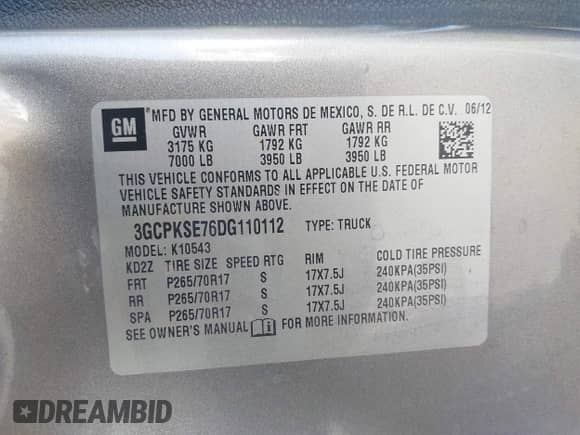 GM
*MFD BY GENERAL MOTORS DE MEXICO, S. DE R.L. DE C.V. 06/12
GVWR GAWR FRT GAWR RR
3175 KG 1792 KG 1792 KG
7000 LB 3950 LB 3950 LB
THIS VEHICLE CONFORMS TO ALL APPLICABLE U.S. FEDERAL MOTOR
VEHICLE SAFETY STANDARDS IN EFFECT ON THE DATE OF
MANUFACTURE SHOWN ABOVE.
3GCPKSE76DG110112 TYPE: TRUCK
MODEL: K10543
KD2Z TIRE SIZE SPEED RTG RIM COLD TIRE PRESSURE
FRT P265/70R17 S 17X7.5J 240KPA(35PSI)
RR P265/70R17 S 17X7.5J 240KPA(35PSI)
SPA P265/70R17 S 17X7.5J 240KPA(35PSI)
SEE OWNER'S MANUAL FOR MORE INFORMATION.
DREAMBID